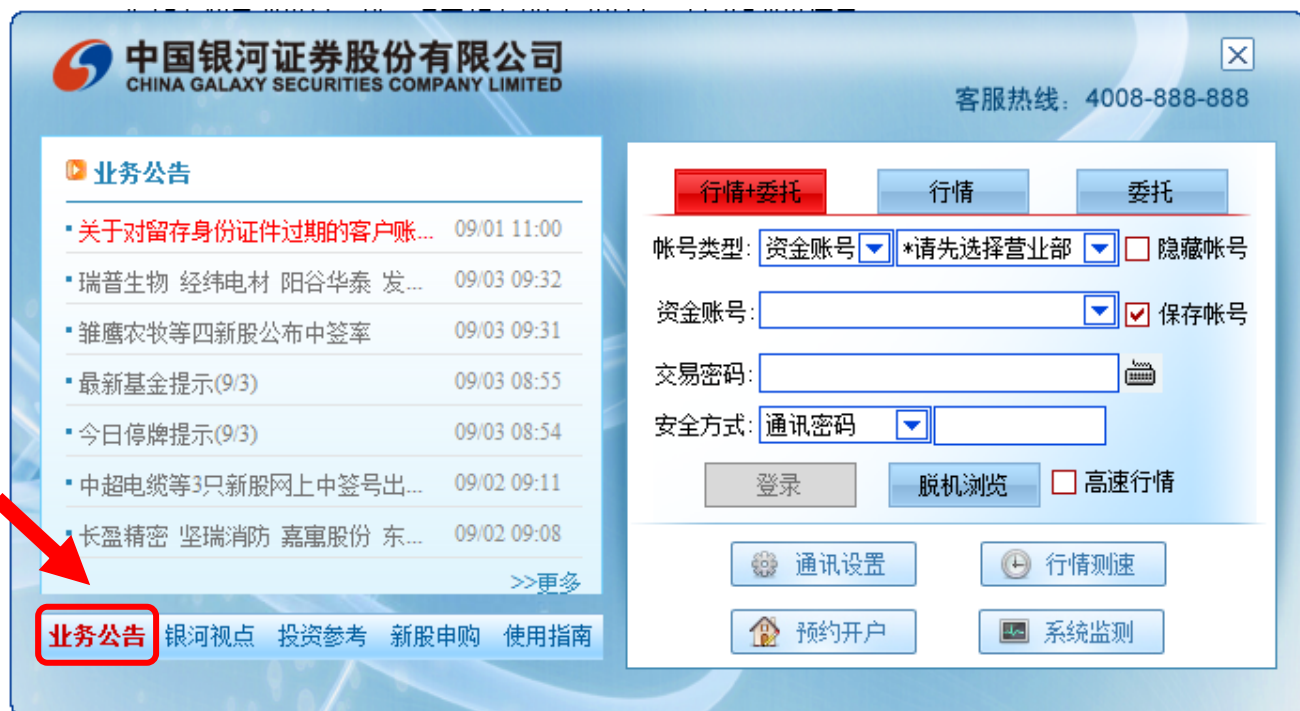 中国银河证券股份有限公司
CHINA GALAXY SECURITIES COMPANY LIMITED
客服热线：4008-888-888
业务公告
关于对留存身份证件过期的客户账... 09/01 11:00
瑞普生物 经纬电材 阳谷华泰 发... 09/03 09:32
雏鹰农牧等四新股公布中签率 09/03 09:31
最新基金提示(9/3) 09/03 08:55
今日停牌提示(9/3) 09/03 08:54
中超电缆等3只新股网上中签号出... 09/02 09:11
长盈精密 坚瑞消防 嘉寓股份 东... 09/02 09:08
>>更多
业务公告 银河视点 投资参考 新股申购 使用指南
行情+委托 行情 委托
帐号类型: 资金账号 *请先选择营业部 隐藏帐号
资金账号: 保存帐号
交易密码:
安全方式: 通讯密码
登录 脱机浏览 高速行情
通讯设置 行情测速
预约开户 系统监测